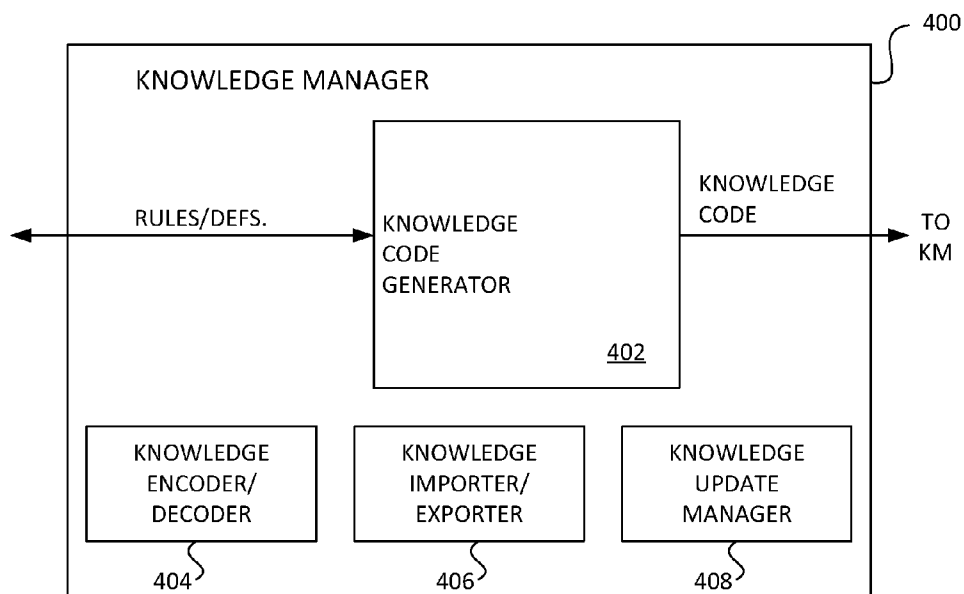 400
KNOWLEDGE MANAGER
RULES/DEFS.
KNOWLEDGE
CODE
GENERATOR
402
KNOWLEDGE
CODE
TO
KM
KNOWLEDGE
ENCODER/
DECODER
404
KNOWLEDGE
IMPORTER/
EXPORTER
406
KNOWLEDGE
UPDATE
MANAGER
408